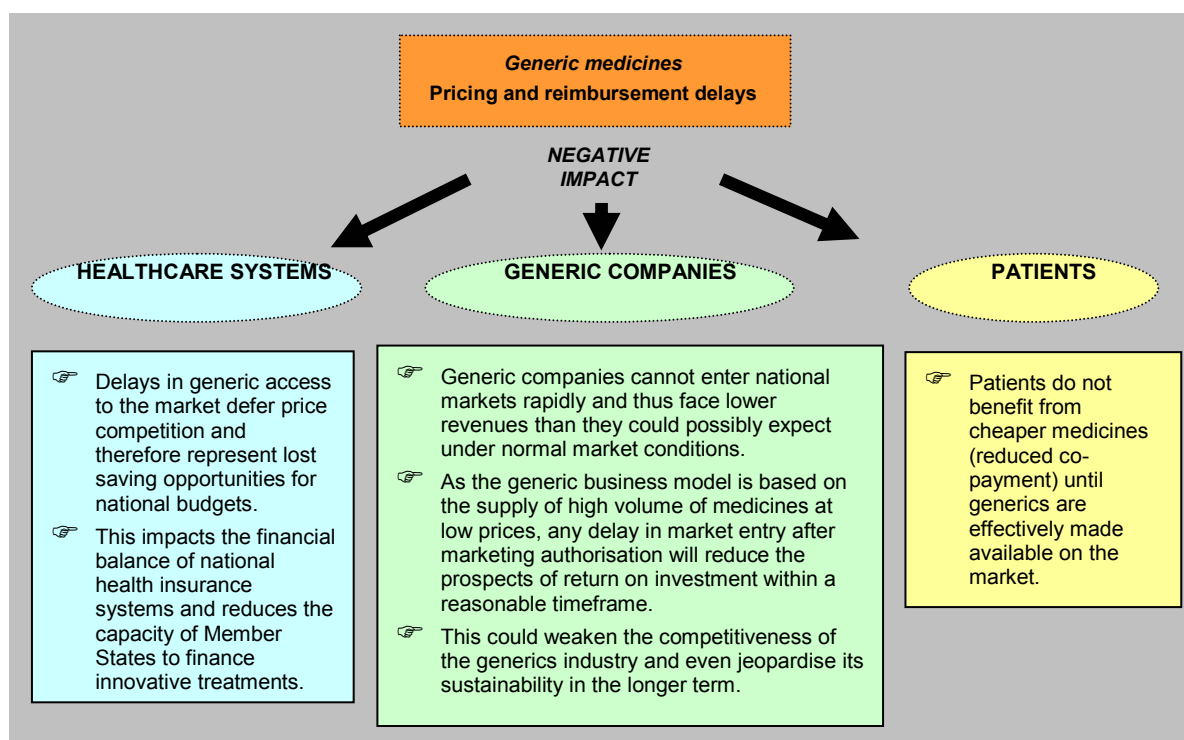 Generic medicines
Pricing and reimbursement delays
NEGATIVE
IMPACT
HEALTHCARE SYSTEMS
GENERIC COMPANIES
PATIENTS
Delays in generic access
to the market defer price
competition and
therefore represent lost
saving opportunities for
national budgets.
This impacts the financial
balance of national
health insurance
systems and reduces the
capacity of Member
States to finance
innovative treatments.
Generic companies cannot enter national
markets rapidly and thus face lower
revenues than they could possibly expect
under normal market conditions.
As the generic business model is based on
the supply of high volume of medicines at
low prices, any delay in market entry after
marketing authorisation will reduce the
prospects of return on investment within a
reasonable timeframe.
This could weaken the competitiveness of
the generics industry and even jeopardise its
sustainability in the longer term.
Patients do not
benefit from
cheaper medicines
(reduced co-
payment) until
generics are
effectively made
available on the
market.